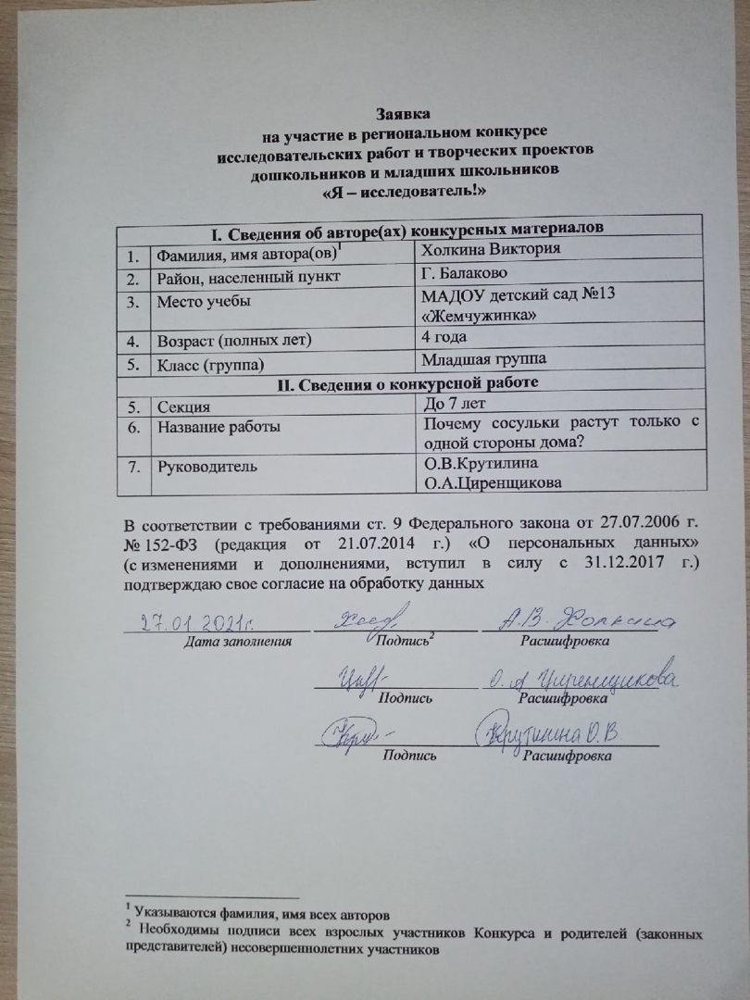 Заявка
на участие в региональном конкурсе
исследовательских работ и творческих проектов
дошкольников и младших школьников
«Я – исследователь!»
I. Сведения об авторе(ах) конкурсных материалов
1. Фамилия, имя автора(ов)1 Холкина Виктория
2. Район, населенный пункт Г. Балаково
3. Место учебы МАДОУ детский сад №13
«Жемчужинка»
4. Возраст (полных лет) 4 года
5. Класс (группа) Младшая группа
II. Сведения о конкурсной работе
5. Секция До 7 лет
6. Название работы Почему сосульки растут только с
одной стороны дома?
7. Руководитель О.В.Крутилина
О.А.Циренщикова
В соответствии с требованиями ст. 9 Федерального закона от 27.07.2006 г.
№ 152-ФЗ (редакция от 21.07.2014 г.) «О персональных данных»
(с изменениями и дополнениями, вступил в силу с 31.12.2017 г.)
подтверждаю свое согласие на обработку данных
27.01 2021г. А.В. Холкина
Дата заполнения Подпись2 Расшифровка
О.А Циренщикова
Подпись Расшифровка
Крутилина О.В.
Подпись Расшифровка
1 Указываются фамилия, имя всех авторов
2 Необходимы подписи всех взрослых участников Конкурса и родителей (законных
представителей) несовершеннолетних участников